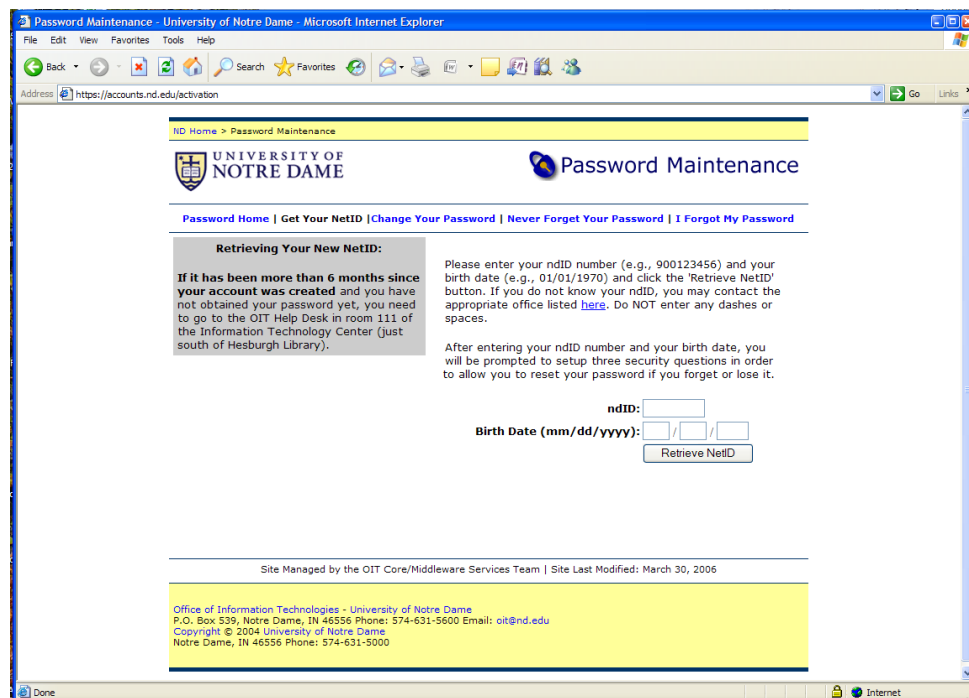 Password Maintenance - University of Notre Dame - Microsoft Internet Explorer
File Edit View Favorites Tools Help
Back Search Favorites
Address https://accounts.nd.edu/activation Go Links
ND Home > Password Maintenance
UNIVERSITY OF
NOTRE DAME
Password Maintenance
Password Home | Get Your NetID |Change Your Password | Never Forget Your Password | I Forgot My Password
Retrieving Your New NetID:
If it has been more than 6 months since
your account was created and you have
not obtained your password yet, you need
to go to the OIT Help Desk in room 111 of
the Information Technology Center (just
south of Hesburgh Library).
Please enter your ndID number (e.g., 900123456) and your
birth date (e.g., 01/01/1970) and click the 'Retrieve NetID'
button. If you do not know your ndID, you may contact the
appropriate office listed here. Do NOT enter any dashes or
spaces.
After entering your ndID number and your birth date, you
will be prompted to setup three security questions in order
to allow you to reset your password if you forget or lose it.
ndID:
Birth Date (mm/dd/yyyy): / /
Retrieve NetID
Site Managed by the OIT Core/Middleware Services Team | Site Last Modified: March 30, 2006
Office of Information Technologies - University of Notre Dame
P.O. Box 539, Notre Dame, IN 46556 Phone: 574-631-5600 Email: oit@nd.edu
Copyright © 2004 University of Notre Dame
Notre Dame, IN 46556 Phone: 574-631-5000
Done Internet